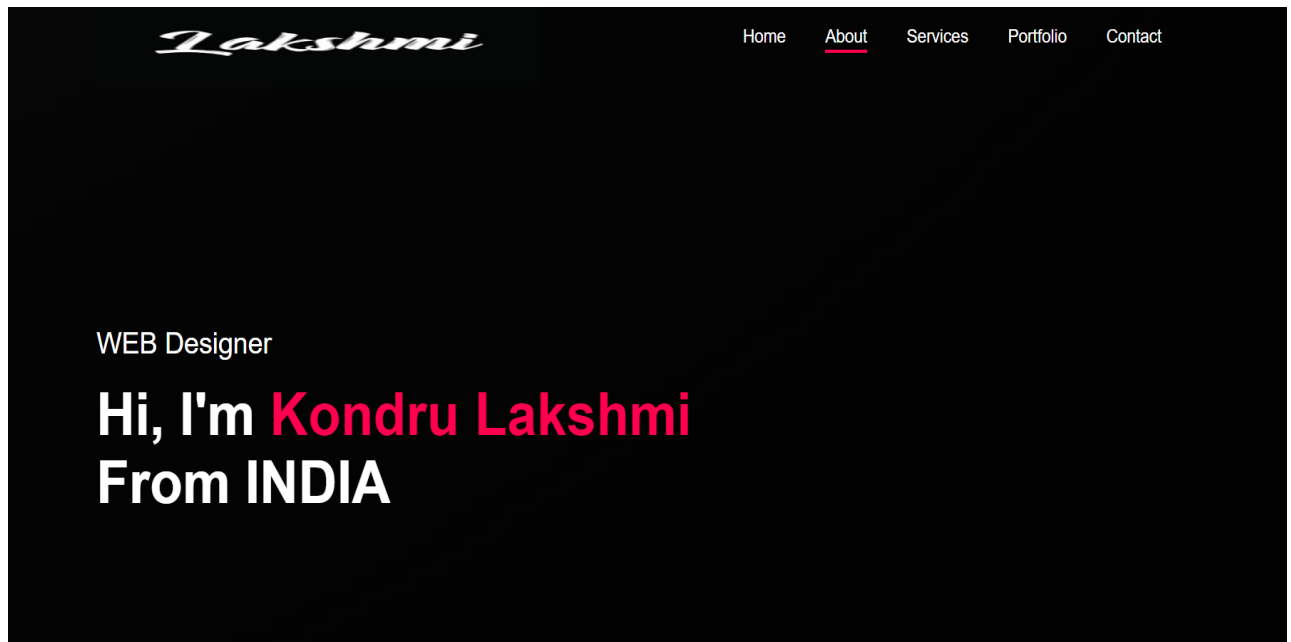 Lakshmi
Home About Services Portfolio Contact
WEB Designer
Hi, I'm Kondru Lakshmi
From INDIA